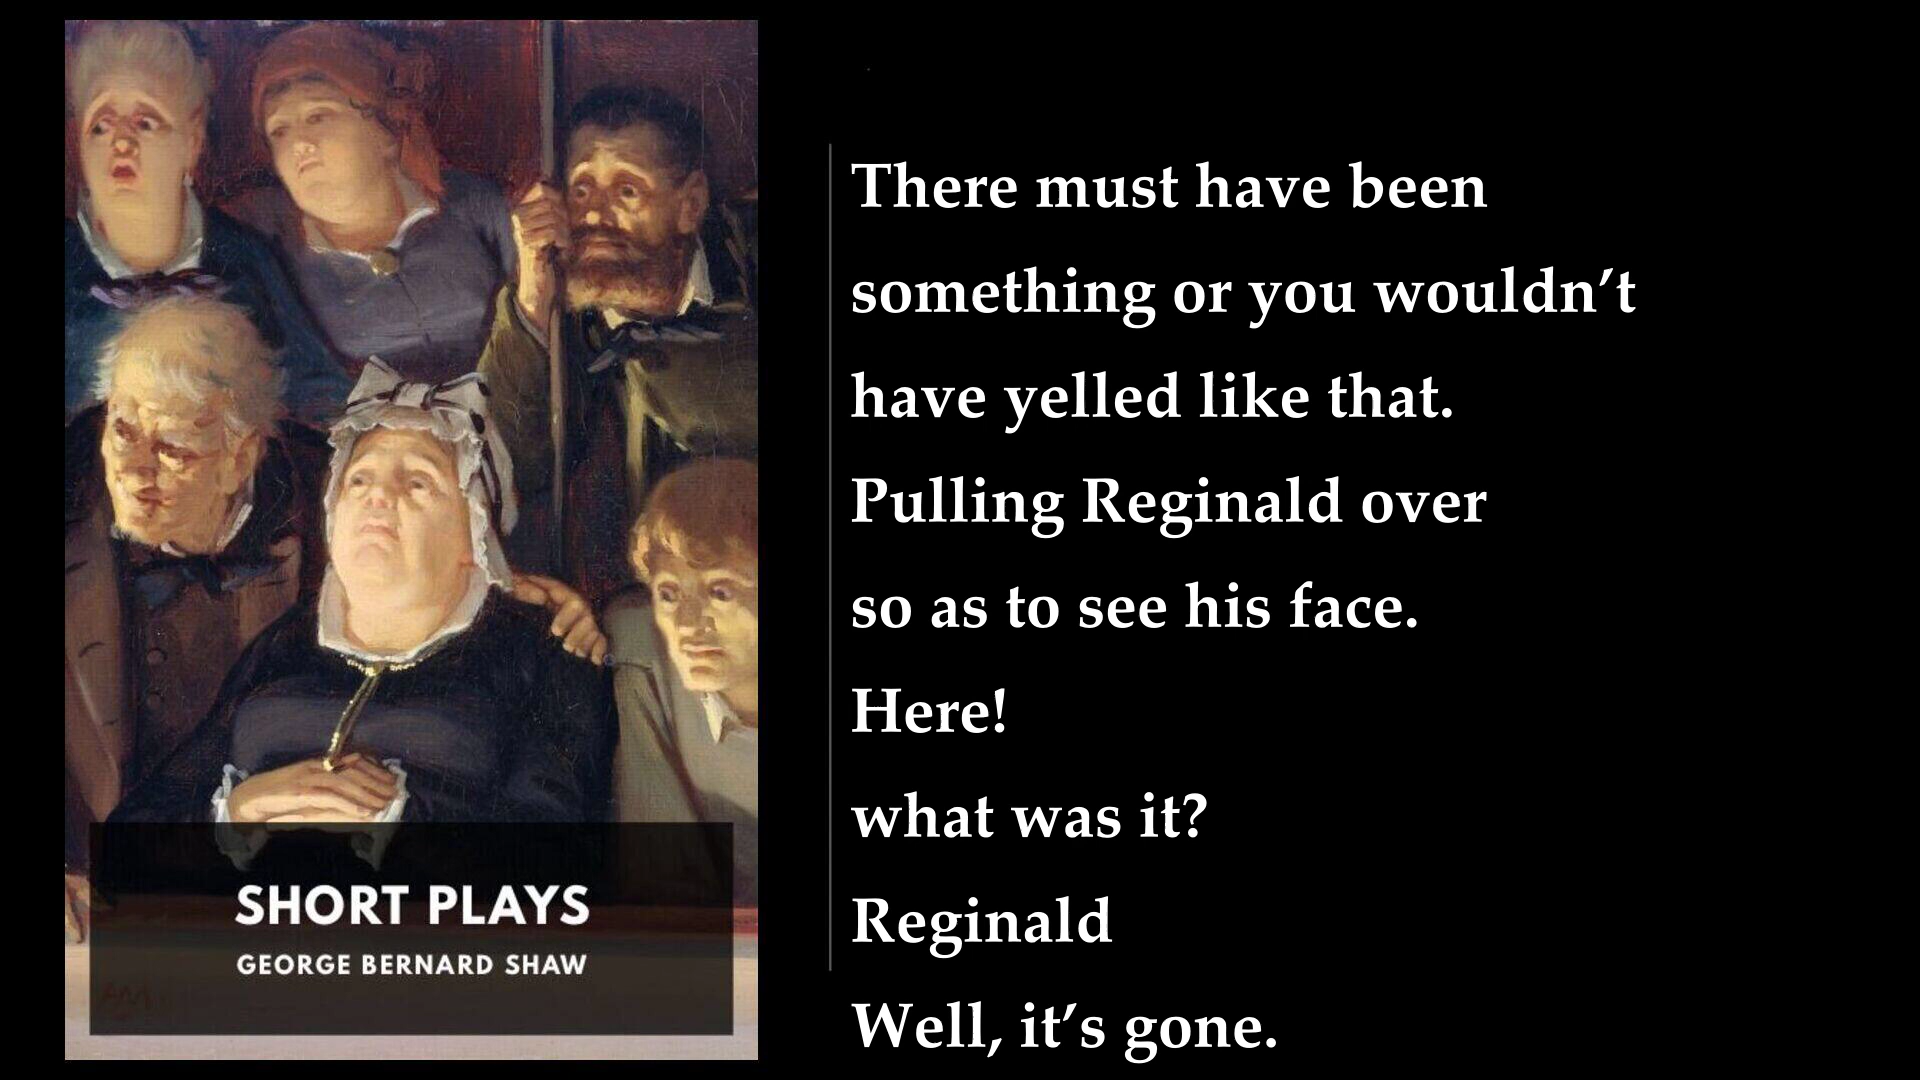 There must have been
something or you wouldn’t
have yelled like that.
Pulling Reginald over
so as to see his face.
Here!
what was it?
Reginald
Well, it’s gone.
SHORT PLAYS
GEORGE BERNARD SHAW